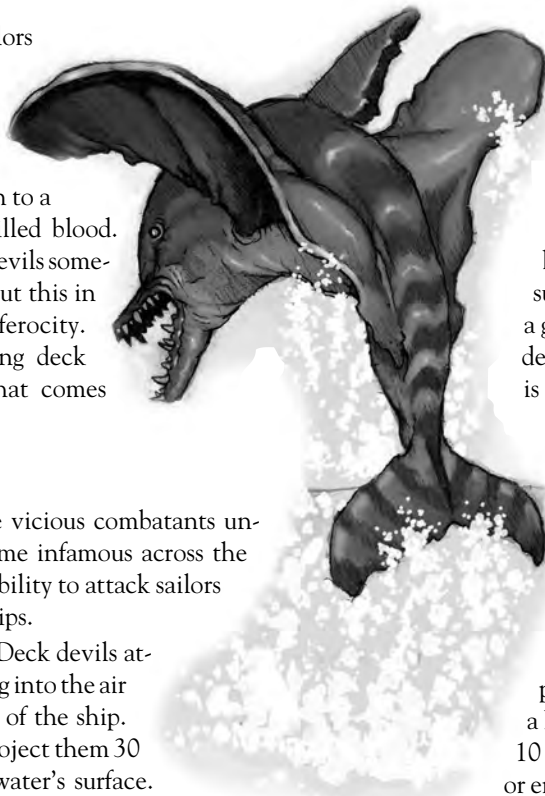 a
lled blood.
evils some-
ut this in
ferocity.
ng deck
hat comes
vicious combatants un-
me infamous across the
bility to attack sailors
ips.
Deck devils at-
g into the air
of the ship.
oject them 30
water's surface.
su
a g
de
is
p
a
10
or en